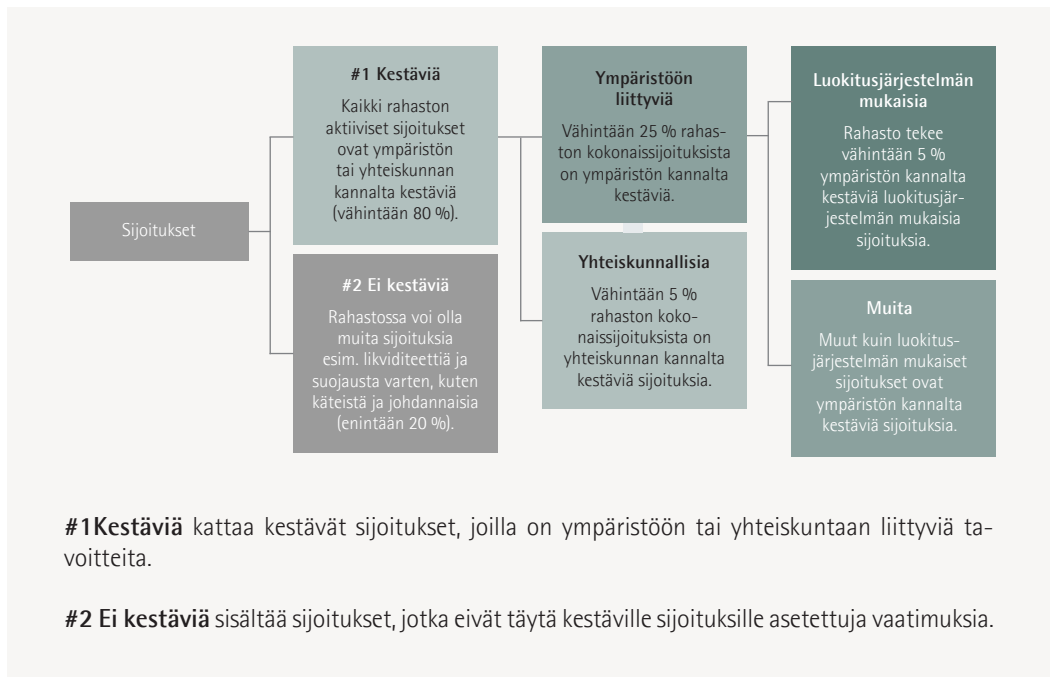 Sijoitukset
#1 Kestäviä
Kaikki rahaston
aktiiviset sijoitukset
ovat ympäristön
tai yhteiskunnan
kannalta kestäviä
(vähintään 80 %).
#2 Ei kestäviä
Rahastossa voi olla
muita sijoituksia
esim. likviditeettiä ja
suojausta varten, kuten
käteistä ja johdannaisia
(enintään 20 %).
Ympäristöön
liittyviä
Vähintään 25 % rahas-
ton kokonaissijoituksista
on ympäristön kannalta
kestäviä.
Yhteiskunnallisia
Vähintään 5 %
rahaston koko-
naissijoituksista on
yhteiskunnan kannalta
kestäviä sijoituksia.
Luokitusjärjestelmän
mukaisia
Rahasto tekee
vähintään 5 %
ympäristön kannalta
kestäviä luokitusjär-
jestelmän mukaisia
sijoituksia.
Muita
Muut kuin luokitus-
järjestelmän mukaiset
sijoitukset ovat
ympäristön kannalta
kestäviä sijoituksia.
#1Kestäviä kattaa kestävät sijoitukset, joilla on ympäristöön tai yhteiskuntaan liittyviä ta-
voitteita.
#2 Ei kestäviä sisältää sijoitukset, jotka eivät täytä kestäville sijoituksille asetettuja vaatimuksia.